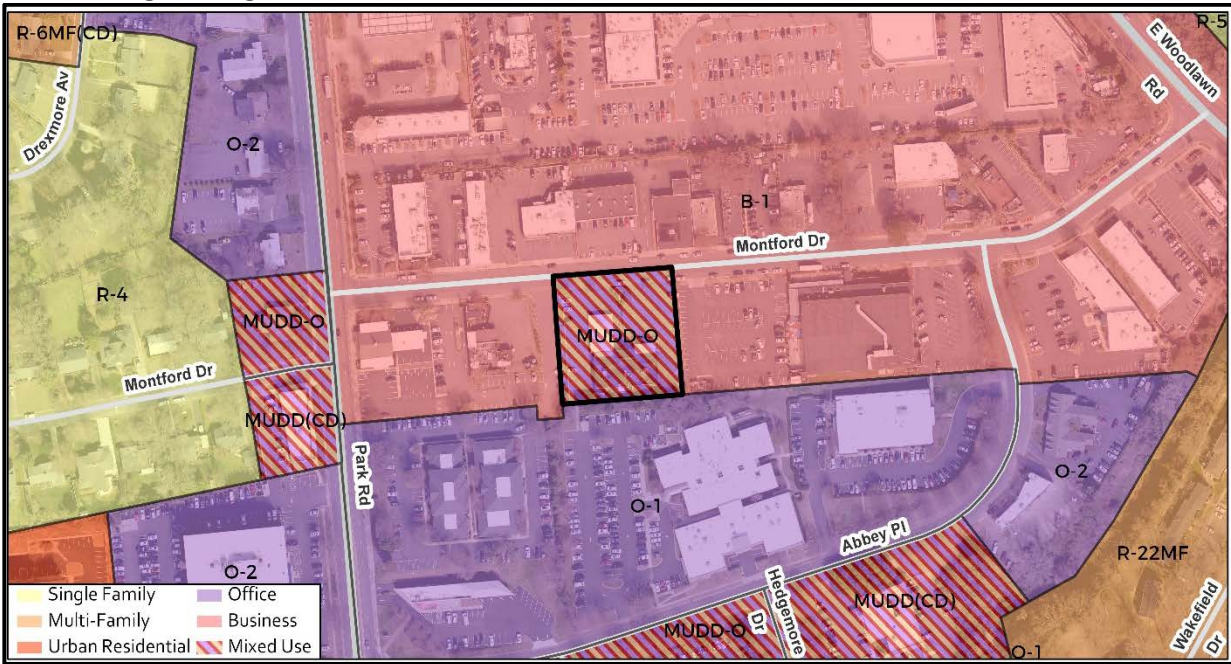 R-6MF(CD)
R-5
E Woodlawn
Rd
Drexmore Av
O-2
B-1
Montford Dr
R-4
MUDD-O
MUDD-O
Montford Dr
MUDD(CD)
Park Rd
O-2
O-1
Abbey Pl
R-22MF
O-2
Hedgemore
Dr
MUDD(CD)
MUDD-O
Wakefield
Dr
O-1
Single Family
Multi-Family
Urban Residential
Office
Business
Mixed Use